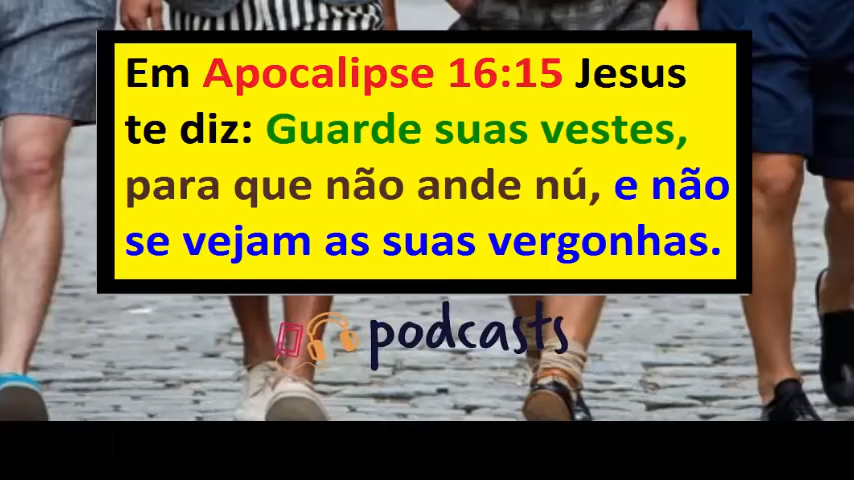 Em Apocalipse 16:15 Jesus
te diz: Guarde suas vestes,
para que não ande nú, e não
se vejam as suas vergonhas.
podcasts